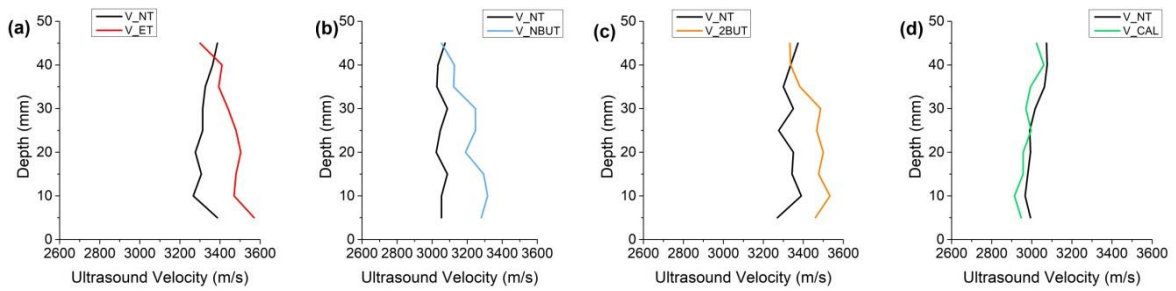 (a)
V_NT
V_ET
50
40
30
20
10
0
Depth (mm)
2600 2800 3000 3200 3400 3600
Ultrasound Velocity (m/s)
(b)
V_NT
V_NBUT
50
40
30
20
10
0
Depth (mm)
2600 2800 3000 3200 3400 3600
Ultrasound Velocity (m/s)
(c)
V_NT
V_2BUT
50
40
30
20
10
0
Depth (mm)
2600 2800 3000 3200 3400 3600
Ultrasound Velocity (m/s)
(d)
V_NT
V_CAL
50
40
30
20
10
0
Depth (mm)
2600 2800 3000 3200 3400 3600
Ultrasound Velocity (m/s)